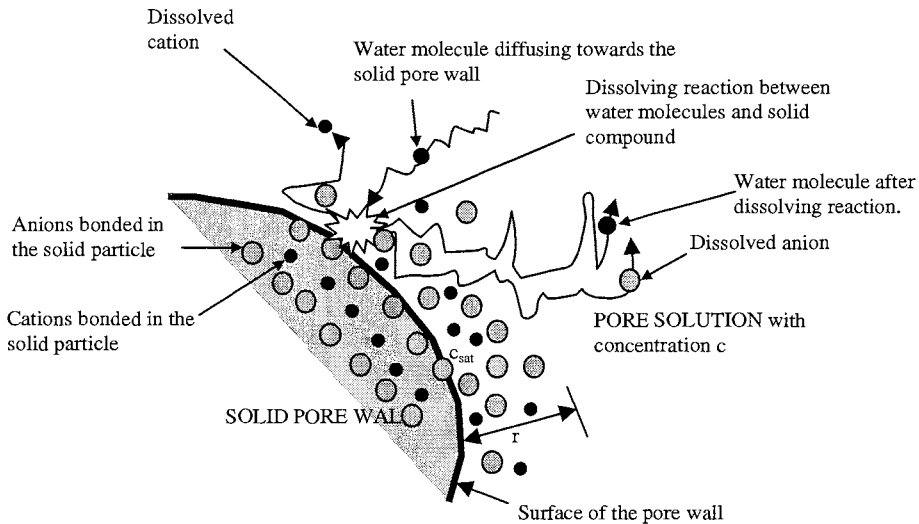 Dissolved
cation
Water molecule diffusing towards the
solid pore wall
Dissolving reaction between
water molecules and solid
compound
Water molecule after
dissolving reaction.
Anions bonded in
the solid particle
Dissolved anion
Cations bonded in the
solid particle
PORE SOLUTION with
concentration c
c_sat
SOLID PORE WALL
r
Surface of the pore wall